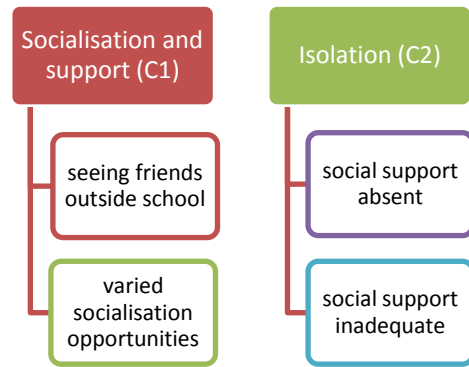 Socialisation and
support (C1)
seeing friends
outside school
varied
socialisation
opportunities
Isolation (C2)
social support
absent
social support
inadequate